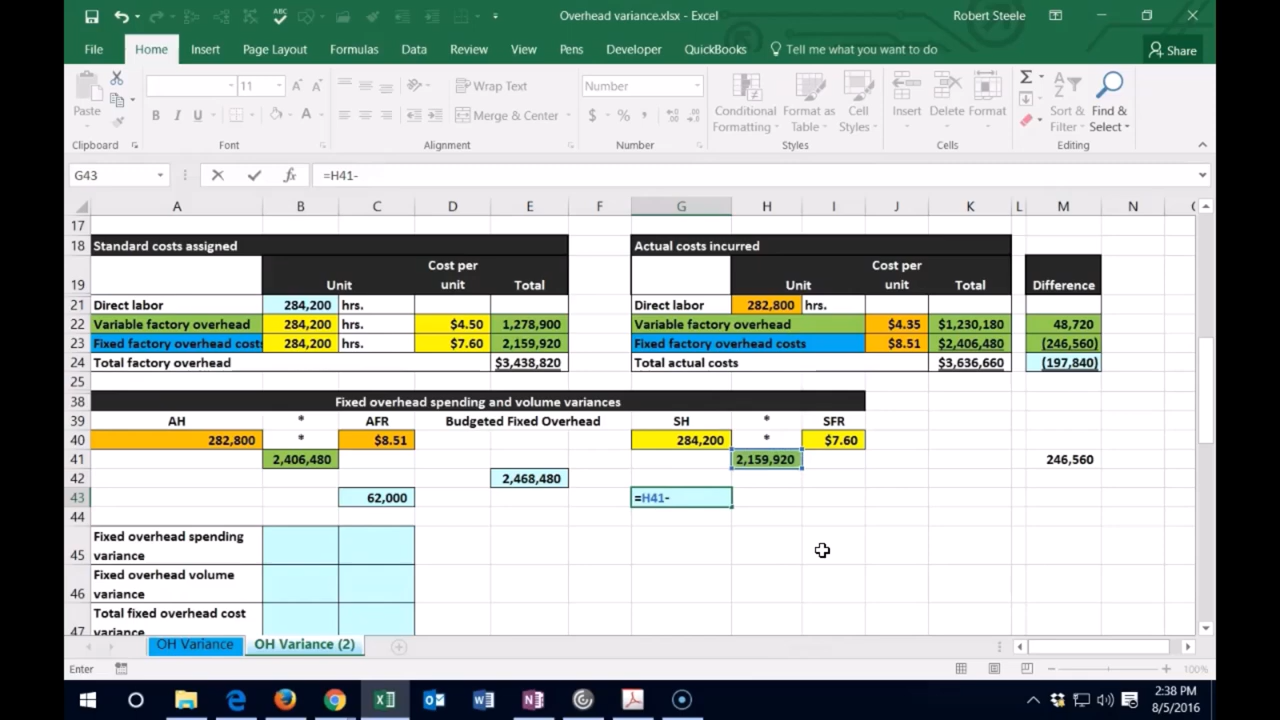 Overhead variance.xlsx - Excel
Robert Steele
File Home Insert Page Layout Formulas Data Review View Pens Developer QuickBooks Tell me what you want to do Share
Paste
11
B I U A
Clipboard
Font
Wrap Text
Merge & Center
Alignment
Number
$ % ,
Number
Conditional Formatting
Format as Table
Cell Styles
Styles
Insert Delete Format
Cells
Sort & Filter
Find & Select
Editing
G43 fx =H41-
A B C D E F G H I J K L M N
17
18 Standard costs assigned Actual costs incurred
19 Unit Cost per unit Total Unit Cost per unit Total Difference
21 Direct labor 284,200 hrs. Direct labor 282,800 hrs.
22 Variable factory overhead 284,200 hrs. $4.50 1,278,900 Variable factory overhead $4.35 $1,230,180 48,720
23 Fixed factory overhead costs 284,200 hrs. $7.60 2,159,920 Fixed factory overhead costs $8.51 $2,406,480 (246,560)
24 Total factory overhead $3,438,820 Total actual costs $3,636,660 (197,840)
25
38 Fixed overhead spending and volume variances
39 AH * AFR Budgeted Fixed Overhead SH * SFR
40 282,800 * $8.51 284,200 * $7.60
41 2,406,480 2,159,920 246,560
42 2,468,480
43 62,000 =H41-
44
45 Fixed overhead spending variance
46 Fixed overhead volume variance
47 Total fixed overhead cost variance
OH Variance OH Variance (2)
Enter 100%
2:38 PM
8/5/2016